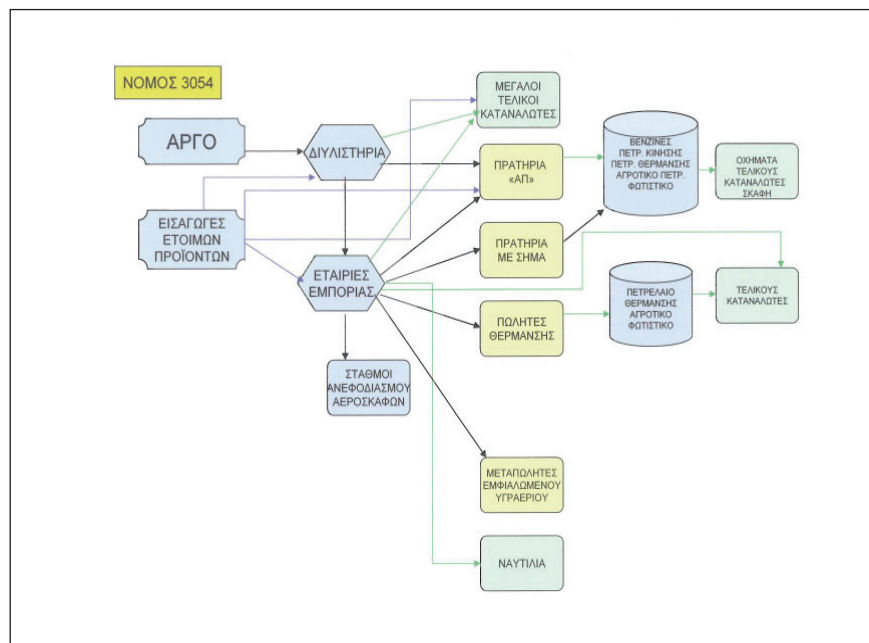 ΝΟΜΟΣ 3054
ΜΕΓΑΛΟΙ
ΤΕΛΙΚΟΙ
ΚΑΤΑΝΑΛΩΤΕΣ
ΑΡΓΟ
ΔΙΥΛΙΣΤΗΡΙΑ
ΠΡΑΤΗΡΙΑ
«ΑΠ»
ΒΕΝΖΙΝΕΣ
ΠΕΤΡ. ΚΙΝΗΣΗΣ
ΠΕΤΡ. ΘΕΡΜΑΝΣΗΣ
ΑΓΡΟΤΙΚΟ ΠΕΤΡ.
ΦΩΤΙΣΤΙΚΟ
ΟΧΗΜΑΤΑ
ΤΕΛΙΚΟΥΣ
ΚΑΤΑΝΑΛΩΤΕΣ
ΣΚΑΦΗ
ΕΙΣΑΓΩΓΕΣ
ΕΤΟΙΜΩΝ
ΠΡΟΪΟΝΤΩΝ
ΠΡΑΤΗΡΙΑ
ΜΕ ΣΗΜΑ
ΕΤΑΙΡΙΕΣ
ΕΜΠΟΡΙΑΣ
ΠΕΤΡΕΛΑΙΟ
ΘΕΡΜΑΝΣΗΣ
ΑΓΡΟΤΙΚΟ
ΦΩΤΙΣΤΙΚΟ
ΤΕΛΙΚΟΥΣ
ΚΑΤΑΝΑΛΩΤΕΣ
ΠΩΛΗΤΕΣ
ΘΕΡΜΑΝΣΗΣ
ΣΤΑΘΜΟΙ
ΑΝΕΦΟΔΙΑΣΜΟΥ
ΑΕΡΟΣΚΑΦΩΝ
ΜΕΤΑΠΩΛΗΤΕΣ
ΕΜΦΙΑΛΩΜΕΝΟΥ
ΥΓΡΑΕΡΙΟΥ
ΝΑΥΤΙΛΙΑ